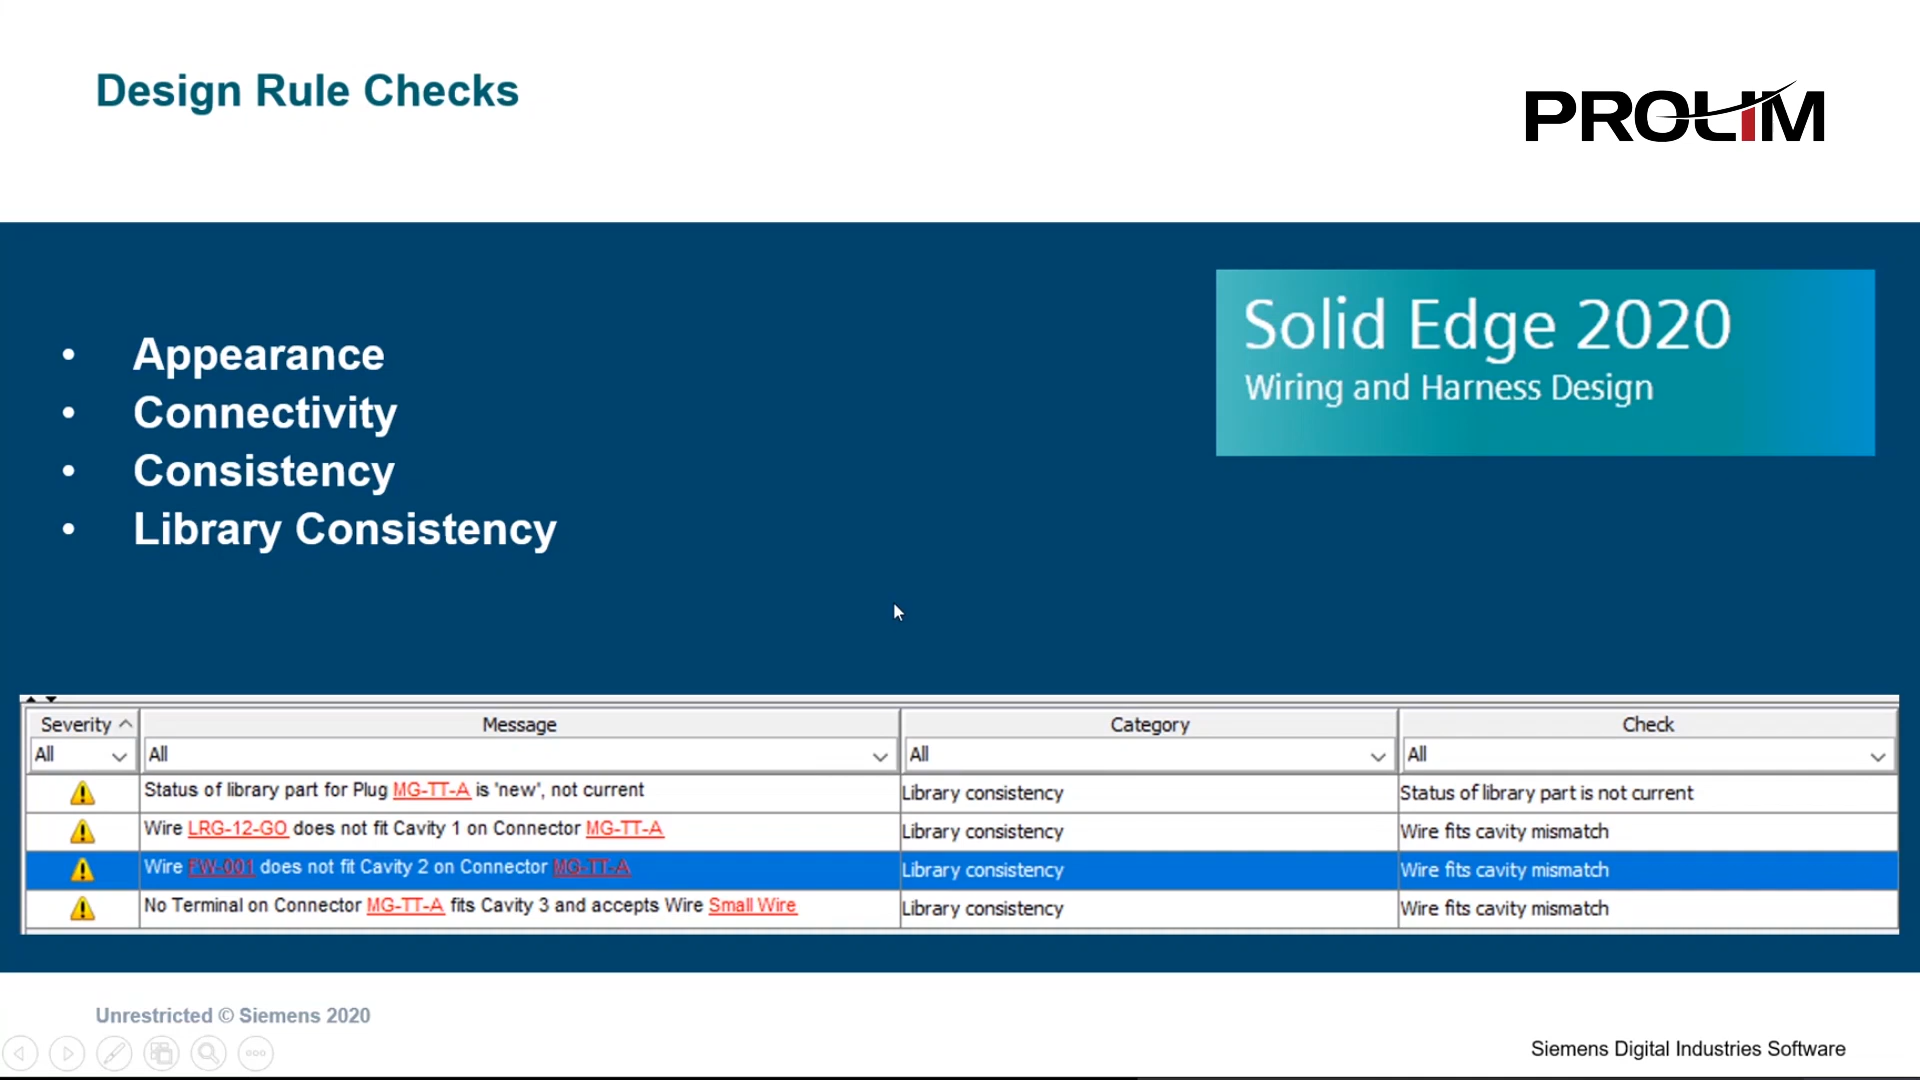 Design Rule Checks
PROLIM
Solid Edge 2020
Wiring and Harness Design
• Appearance
• Connectivity
• Consistency
• Library Consistency
Severity Message Category Check
All All All All
Status of library part for Plug MG-TT-A is 'new', not current Library consistency Status of library part is not current
Wire LRG-12-GO does not fit Cavity 1 on Connector MG-TT-A Library consistency Wire fits cavity mismatch
Wire FW-001 does not fit Cavity 2 on Connector MG-TT-A Library consistency Wire fits cavity mismatch
No Terminal on Connector MG-TT-A fits Cavity 3 and accepts Wire Small Wire Library consistency Wire fits cavity mismatch
Unrestricted © Siemens 2020
Siemens Digital Industries Software